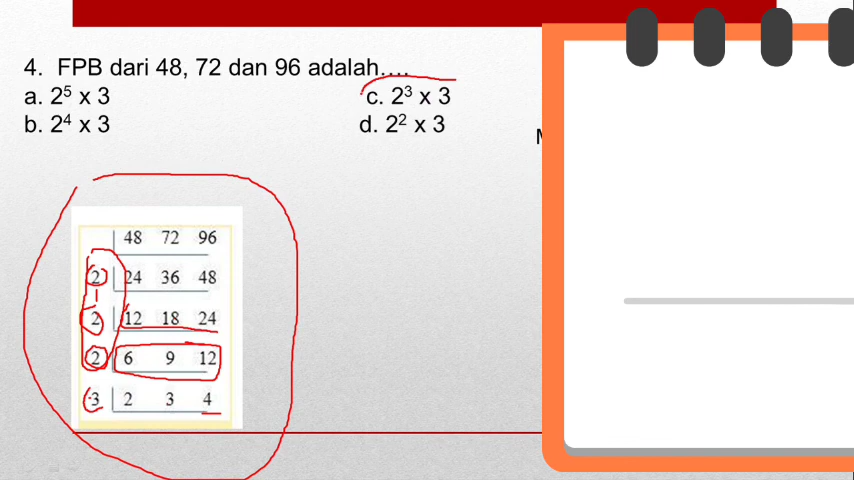 4. FPB dari 48, 72 dan 96 adalah....
a. 2⁵ x 3
c. 2³ x 3
b. 2⁴ x 3
d. 2² x 3
48 72 96
2 24 36 48
2 12 18 24
2 6 9 12
3 2 3 4